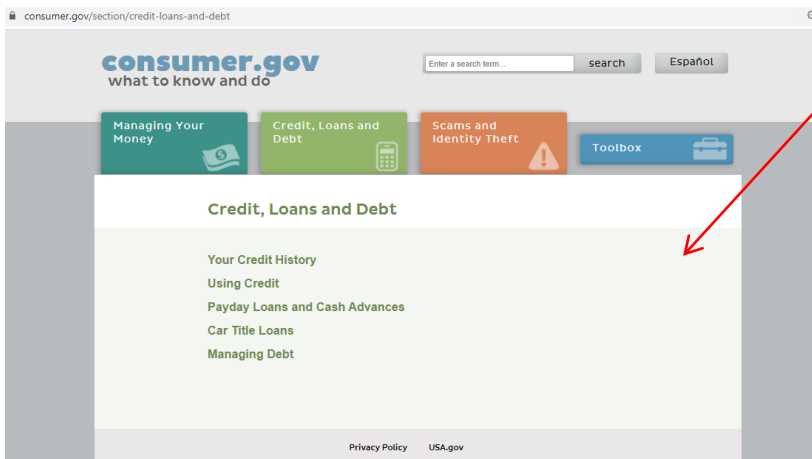 consumer.gov/section/credit-loans-and-debt
consumer.gov
what to know and do
Enter a search term...
search
Español
Managing Your
Money
Credit, Loans and
Debt
Scams and
Identity Theft
Toolbox
Credit, Loans and Debt
Your Credit History
Using Credit
Payday Loans and Cash Advances
Car Title Loans
Managing Debt
Privacy Policy USA.gov